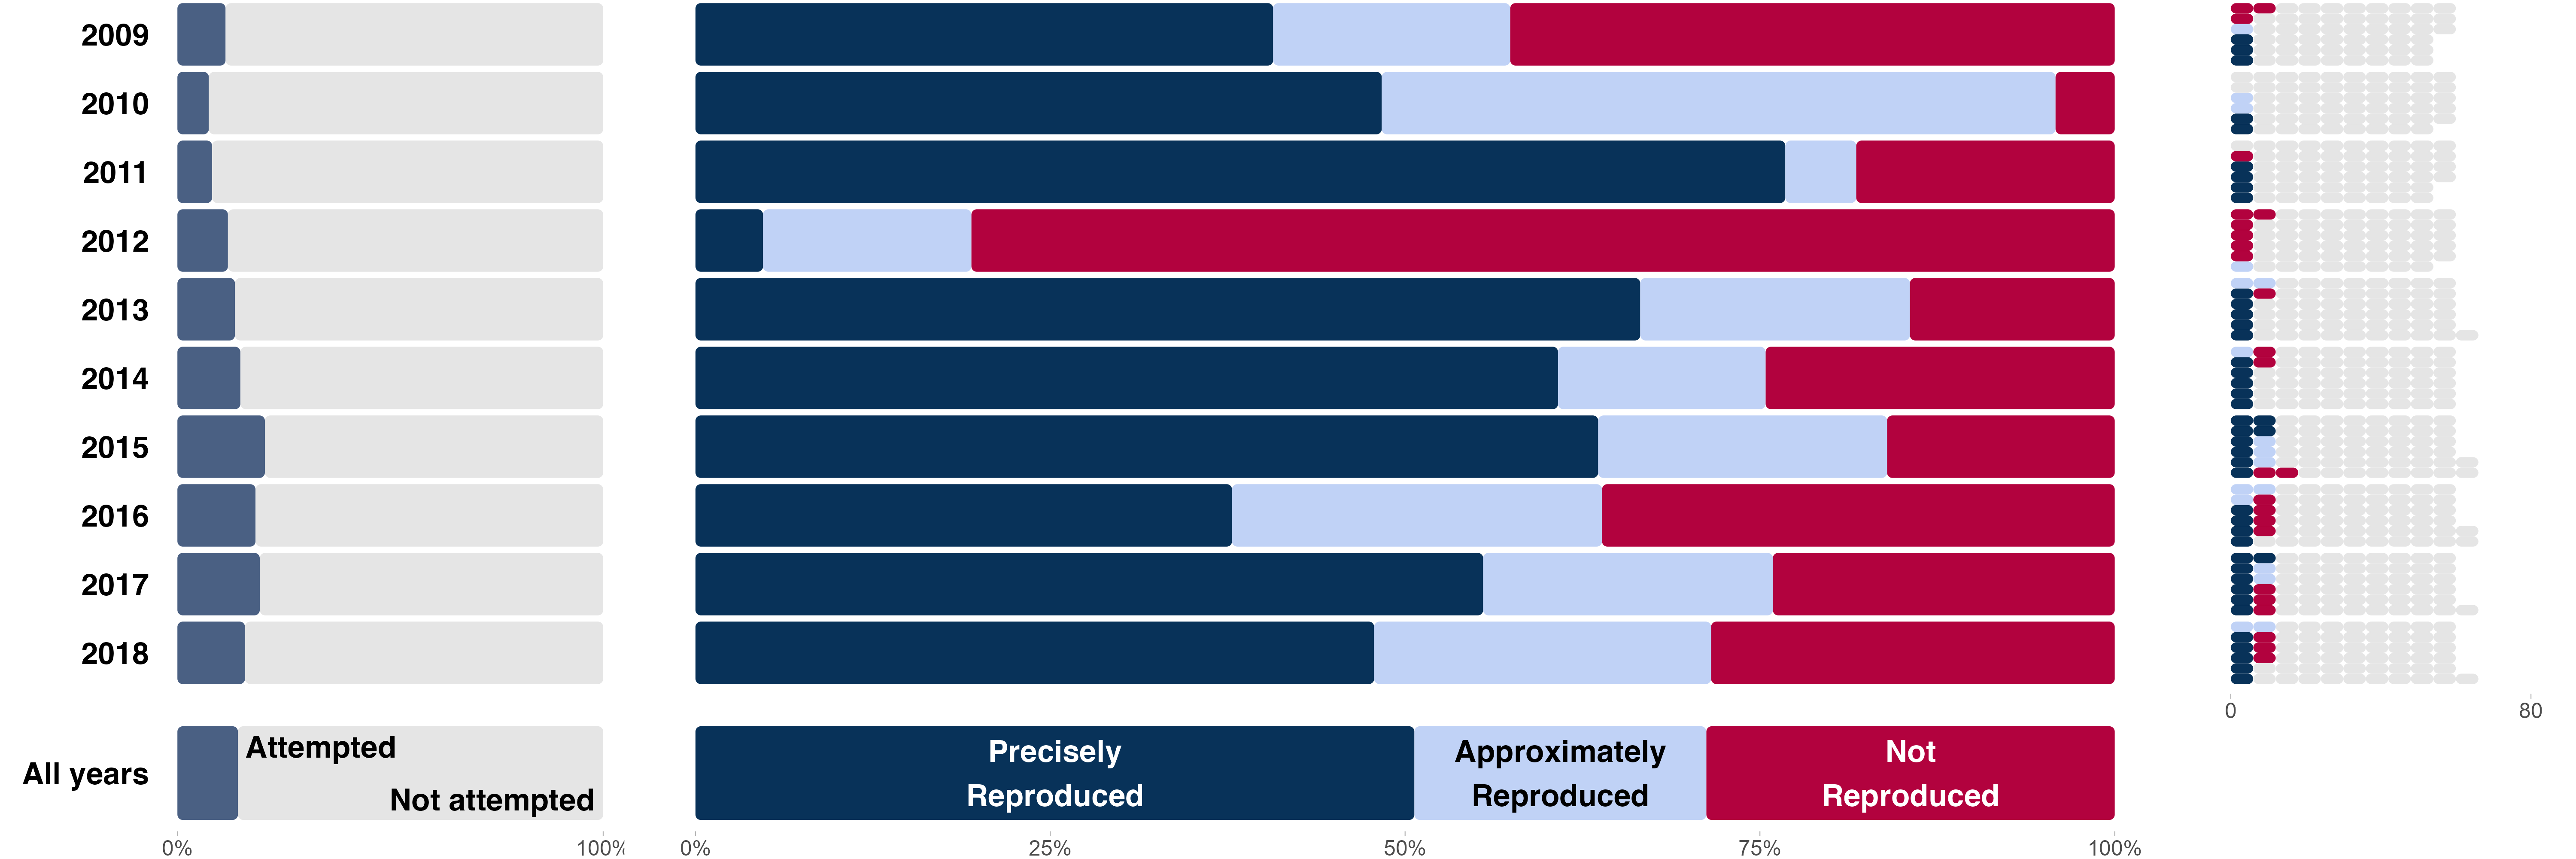 2009
2010
2011
2012
2013
2014
2015
2016
2017
2018
0 80
All years
Attempted
Not attempted
Precisely
Reproduced
Approximately
Reproduced
Not
Reproduced
0% 100%
0% 25% 50% 75% 100%